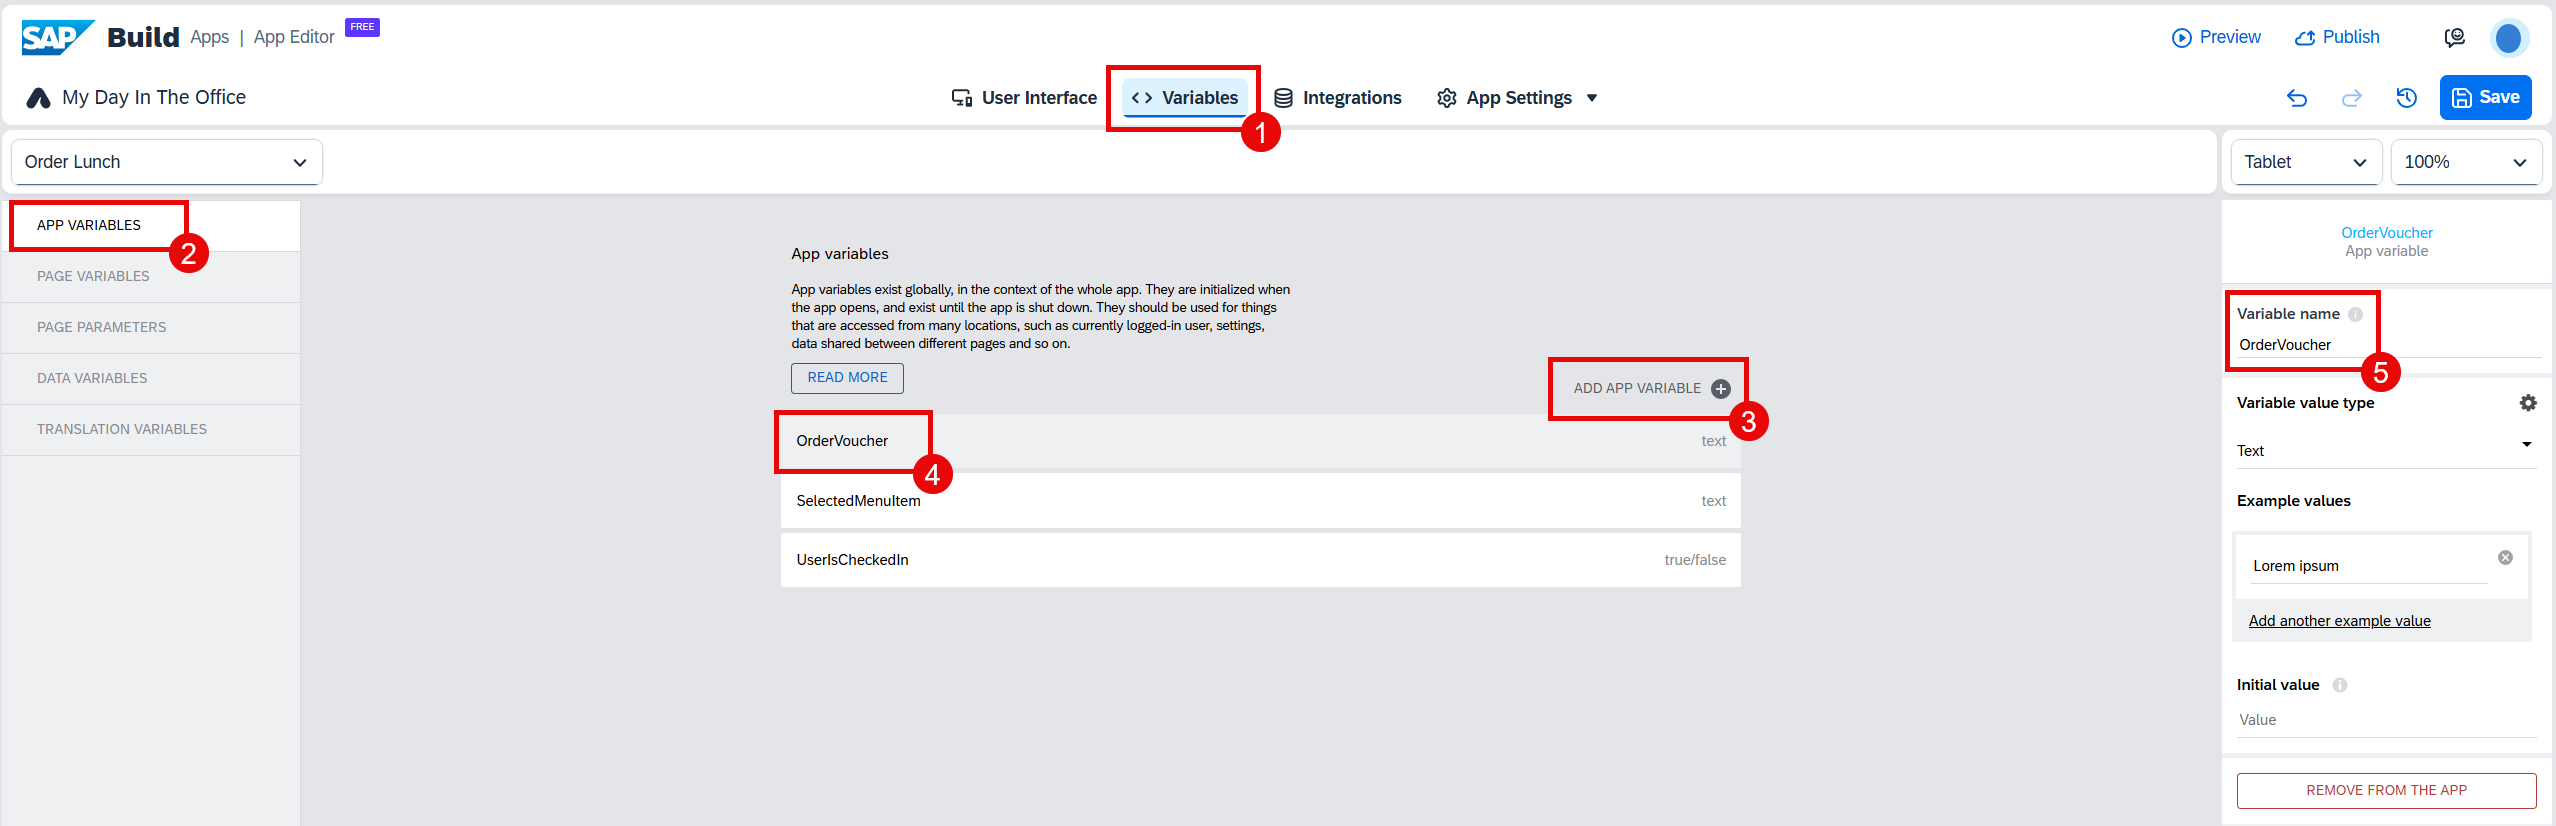 SAP Build Apps | App Editor FREE
Preview Publish
My Day In The Office
User Interface <> Variables Integrations App Settings
Save
1
Order Lunch
Tablet 100%
APP VARIABLES
2
PAGE VARIABLES
PAGE PARAMETERS
DATA VARIABLES
TRANSLATION VARIABLES
App variables
App variables exist globally, in the context of the whole app. They are initialized when
the app opens, and exist until the app is shut down. They should be used for things
that are accessed from many locations, such as currently logged-in user, settings,
data shared between different pages and so on.
READ MORE
ADD APP VARIABLE +
3
OrderVoucher text
4
SelectedMenuItem text
UserIsCheckedIn true/false
OrderVoucher
App variable
Variable name i
OrderVoucher
5
Variable value type
Text
Example values
Lorem ipsum
Add another example value
Initial value i
Value
REMOVE FROM THE APP